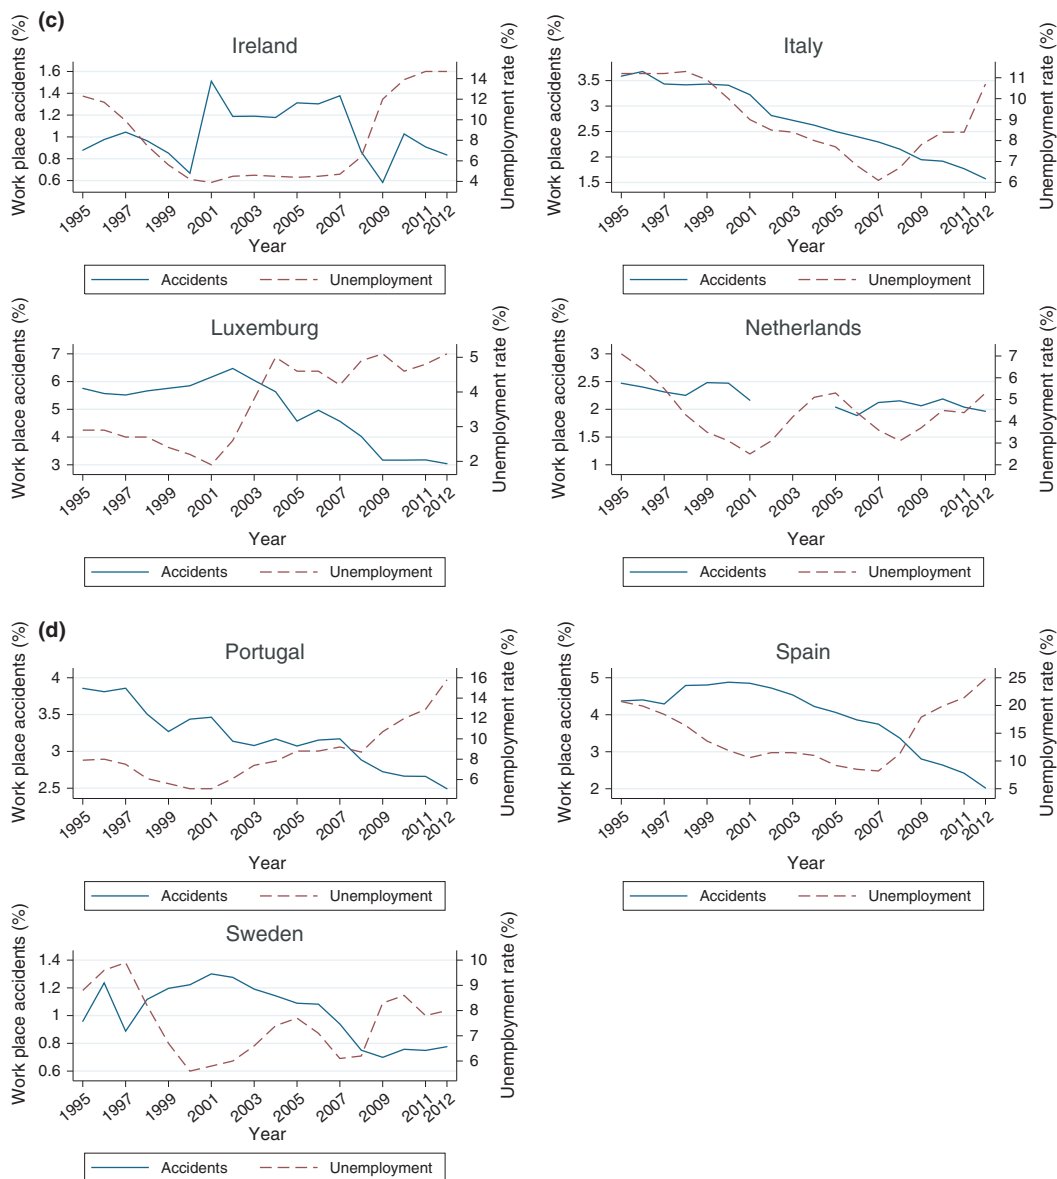 (c)
Ireland
Work place accidents (%)
1.6
1.4
1.2
1
0.8
0.6
Unemployment rate (%)
14
12
10
8
6
4
1995 1997 1999 2001 2003 2005 2007 2009 2011 2012
Year
Accidents Unemployment
Italy
Work place accidents (%)
3.5
3
2.5
2
1.5
Unemployment rate (%)
11
10
9
8
7
6
1995 1997 1999 2001 2003 2005 2007 2009 2011 2012
Year
Accidents Unemployment
Luxemburg
Work place accidents (%)
7
6
5
4
3
Unemployment rate (%)
5
4
3
2
1995 1997 1999 2001 2003 2005 2007 2009 2011 2012
Year
Accidents Unemployment
Netherlands
Work place accidents (%)
3
2.5
2
1.5
1
Unemployment rate (%)
7
6
5
4
3
2
1995 1997 1999 2001 2003 2005 2007 2009 2011 2012
Year
Accidents Unemployment
(d)
Portugal
Work place accidents (%)
4
3.5
3
2.5
Unemployment rate (%)
16
14
12
10
8
6
1995 1997 1999 2001 2003 2005 2007 2009 2011 2012
Year
Accidents Unemployment
Spain
Work place accidents (%)
5
4
3
2
Unemployment rate (%)
25
20
15
10
5
1995 1997 1999 2001 2003 2005 2007 2009 2011 2012
Year
Accidents Unemployment
Sweden
Work place accidents (%)
1.4
1.2
1
0.8
0.6
Unemployment rate (%)
10
9
8
7
6
1995 1997 1999 2001 2003 2005 2007 2009 2011 2012
Year
Accidents Unemployment